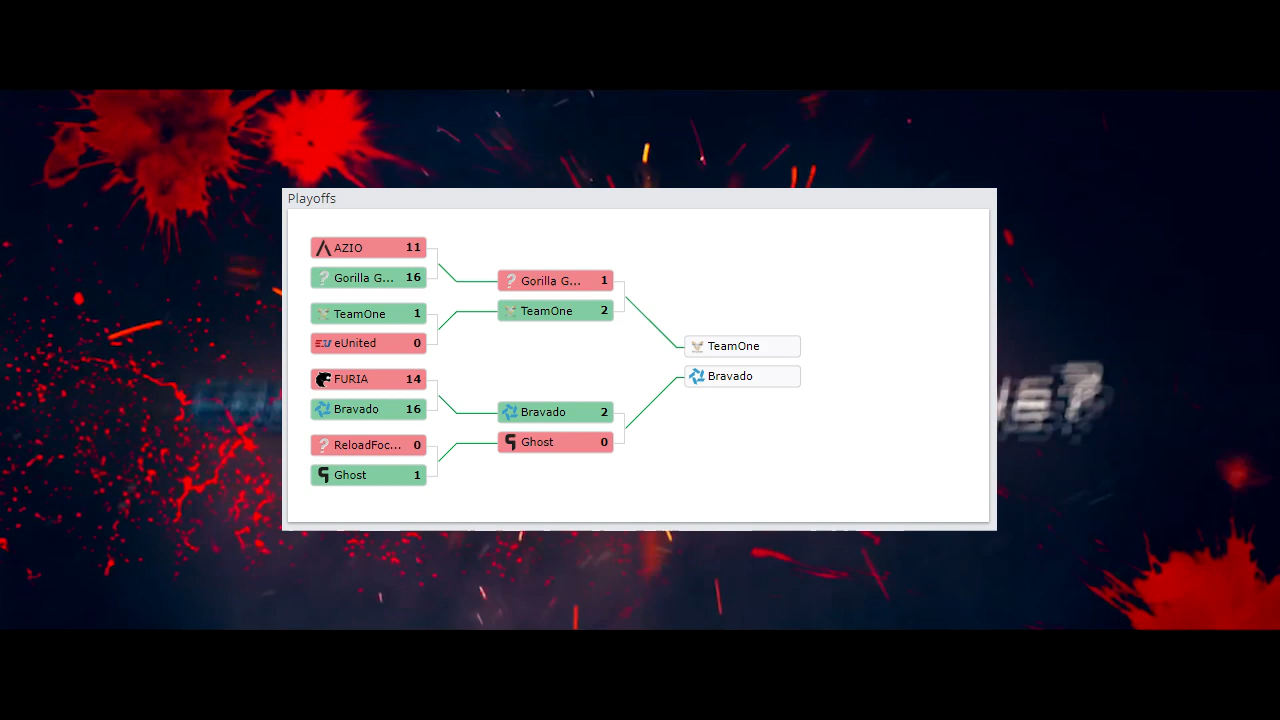 Playoffs
AZIO 11
Gorilla G... 16
TeamOne 1
eUnited 0
FURIA 14
Bravado 16
ReloadFoc... 0
Ghost 1
Gorilla G... 1
TeamOne 2
Bravado 2
Ghost 0
TeamOne
Bravado